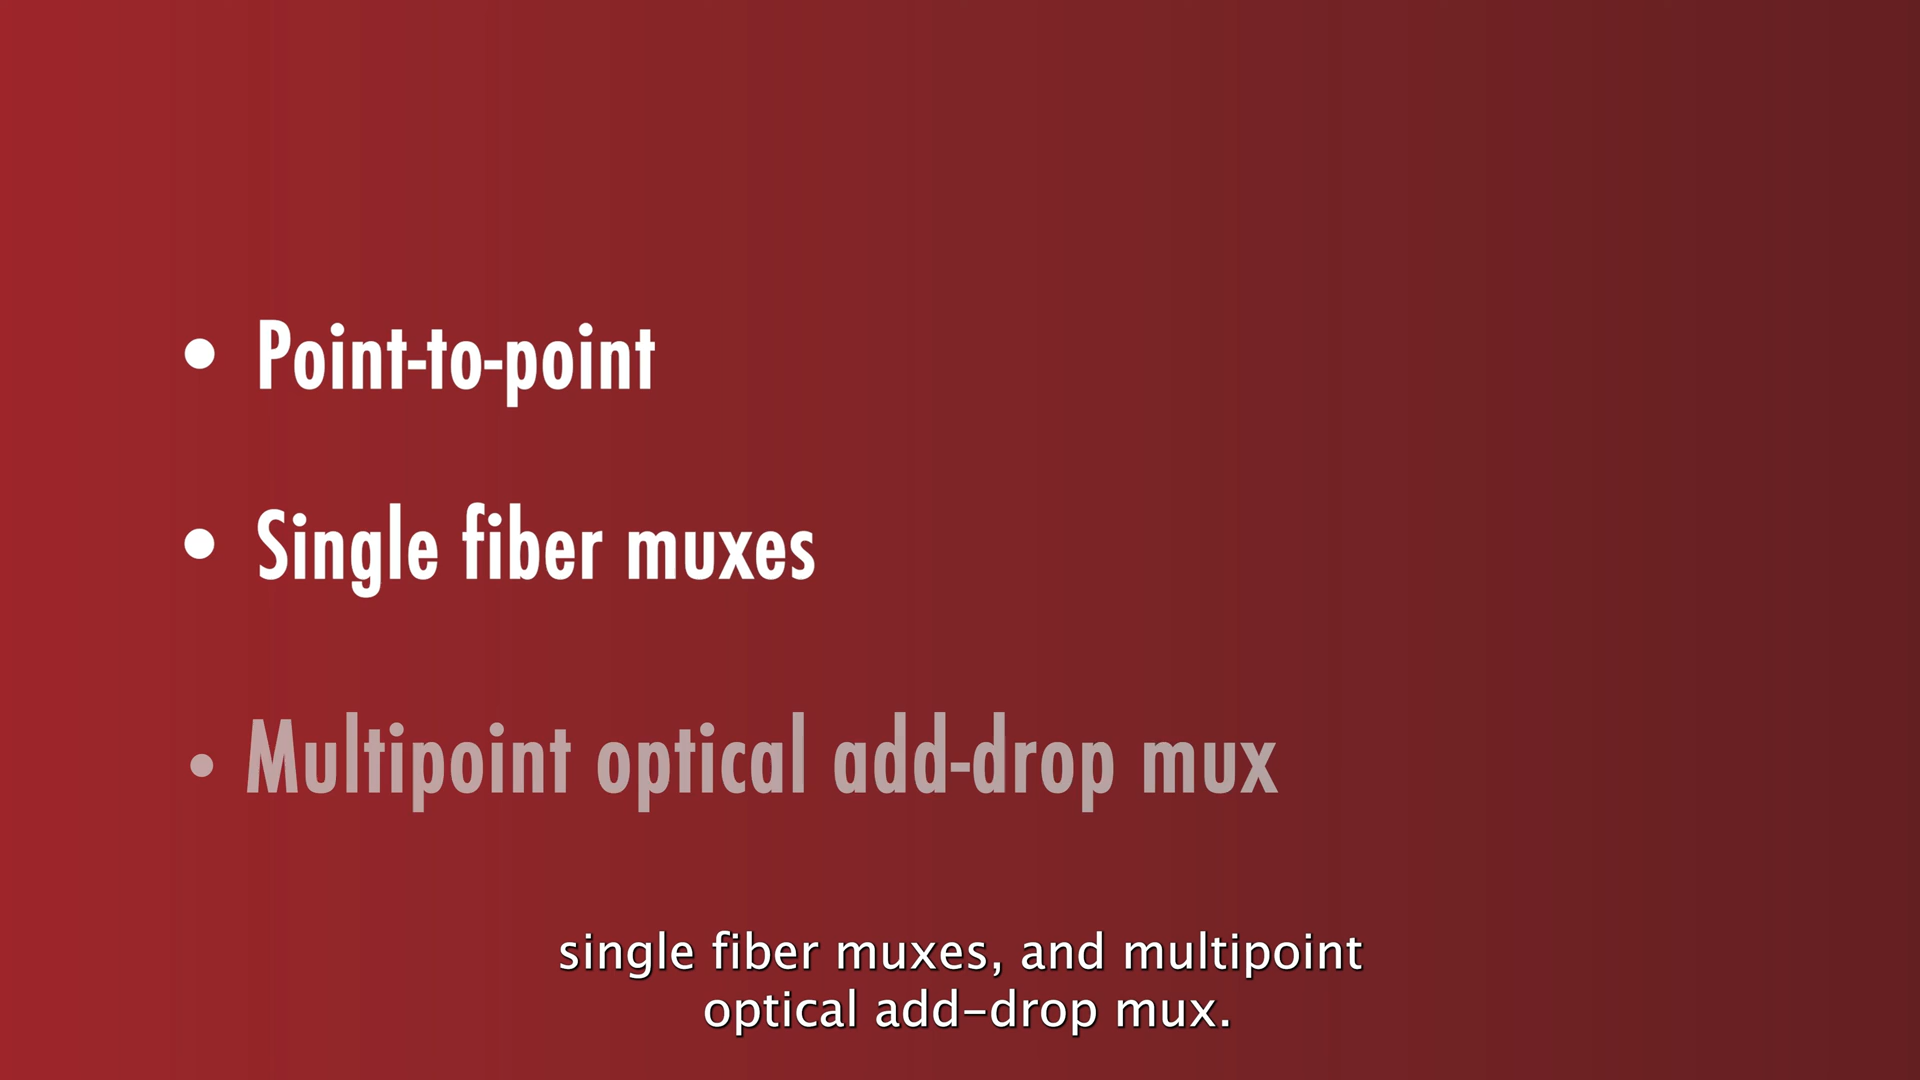 • Point-to-point
• Single fiber muxes
• Multipoint optical add-drop mux
single fiber muxes, and multipoint
optical add-drop mux.